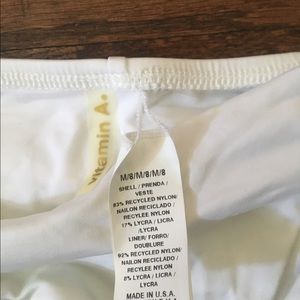 vitamin A.
M/8/M/8/M/8
SHELL / PRENDA /
VESTE
83% RECYCLED NYLON/
NAILON RECICLADO /
RECYLEE NYLON
17% LYCRA / LICRA
/LYCRA
LINER/ FORRO/
DOUBLURE
92% RECYCLED NYLON/
NAILON RECICLADO /
RECYLEE NYLON
8% LYCRA / LICRA /
LYCRA
MADE IN U.S.A.